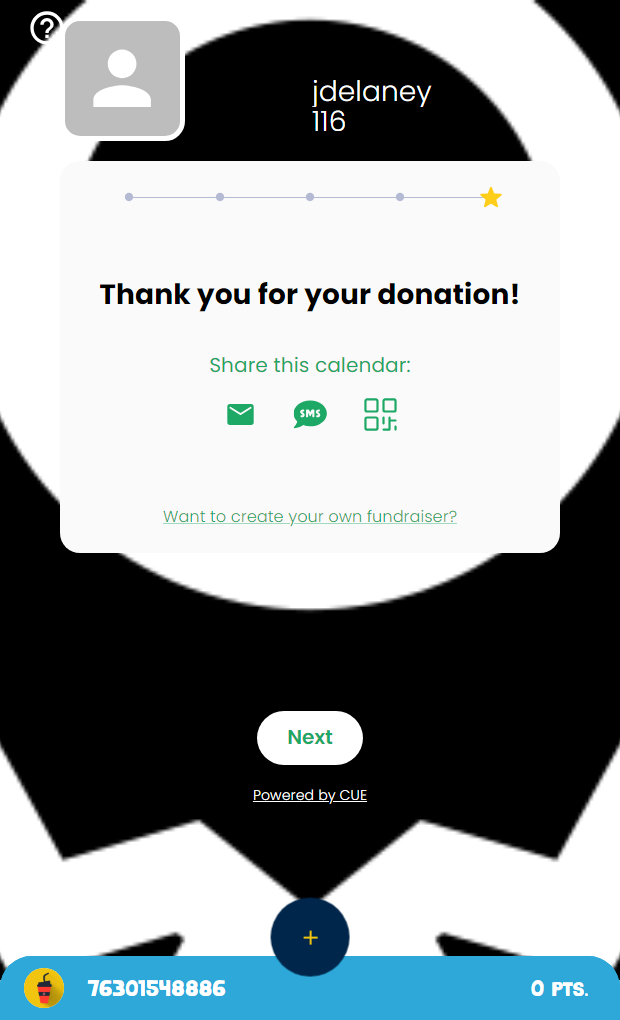 jdelaney
116
Thank you for your donation!
Share this calendar:
SMS
Want to create your own fundraiser?
Next
Powered by CUE
+
76301548886
0 PTS.